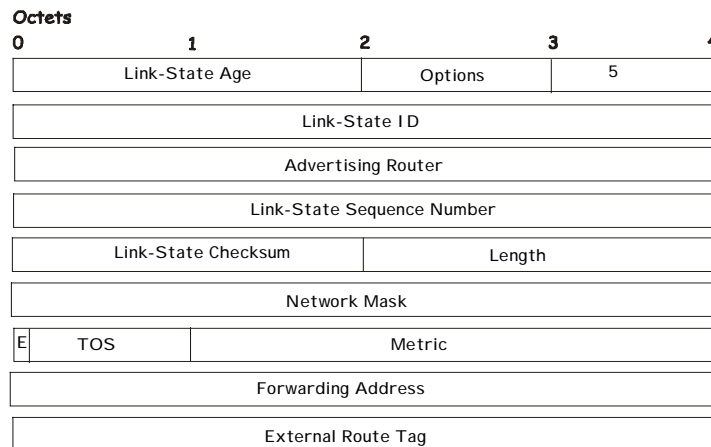 Octets
0 1 2 3 4
Link-State Age Options 5
Link-State ID
Advertising Router
Link-State Sequence Number
Link-State Checksum Length
Network Mask
E TOS Metric
Forwarding Address
External Route Tag